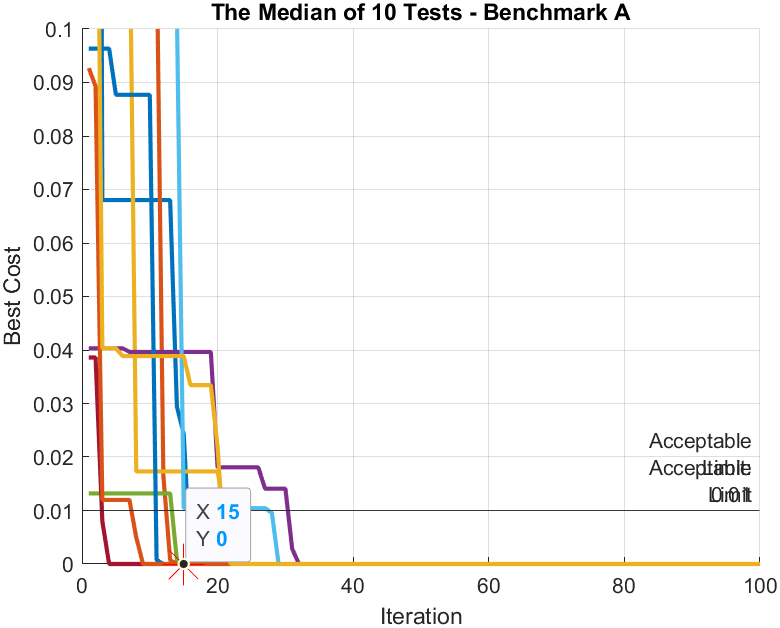 The Median of 10 Tests - Benchmark A
0.1
0.09
0.08
0.07
0.06
0.05
0.04
0.03
0.02
0.01
0
Best Cost
Acceptable
Acceptable
Limit
X 15
Y 0
0
20
40
60
80
100
Iteration